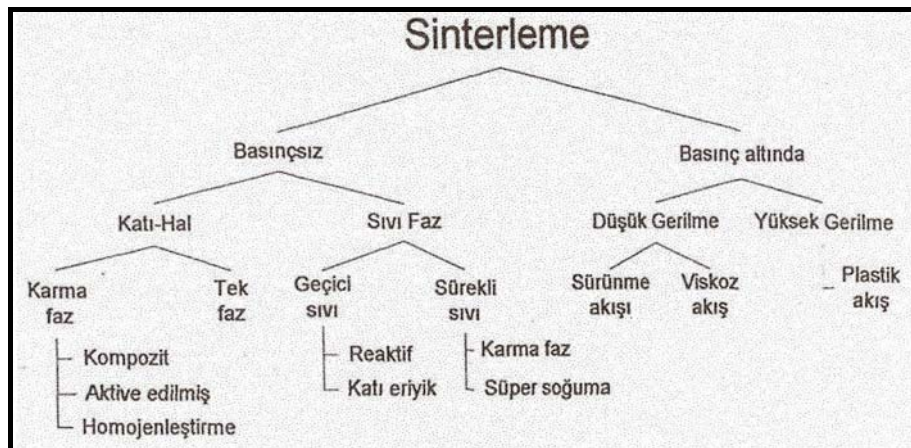 Sinterleme
Basınçsız
Basınç altında
Katı-Hal
Sıvı Faz
Düşük Gerilme
Yüksek Gerilme
Karma
faz
Tek
faz
Geçici
sıvı
Sürekli
sıvı
Sürünme
akışı
Viskoz
akış
Plastik
akış
Kompozit
Aktive edilmiş
Homojenleştirme
Reaktif
Katı eriyik
Karma faz
Süper soğuma